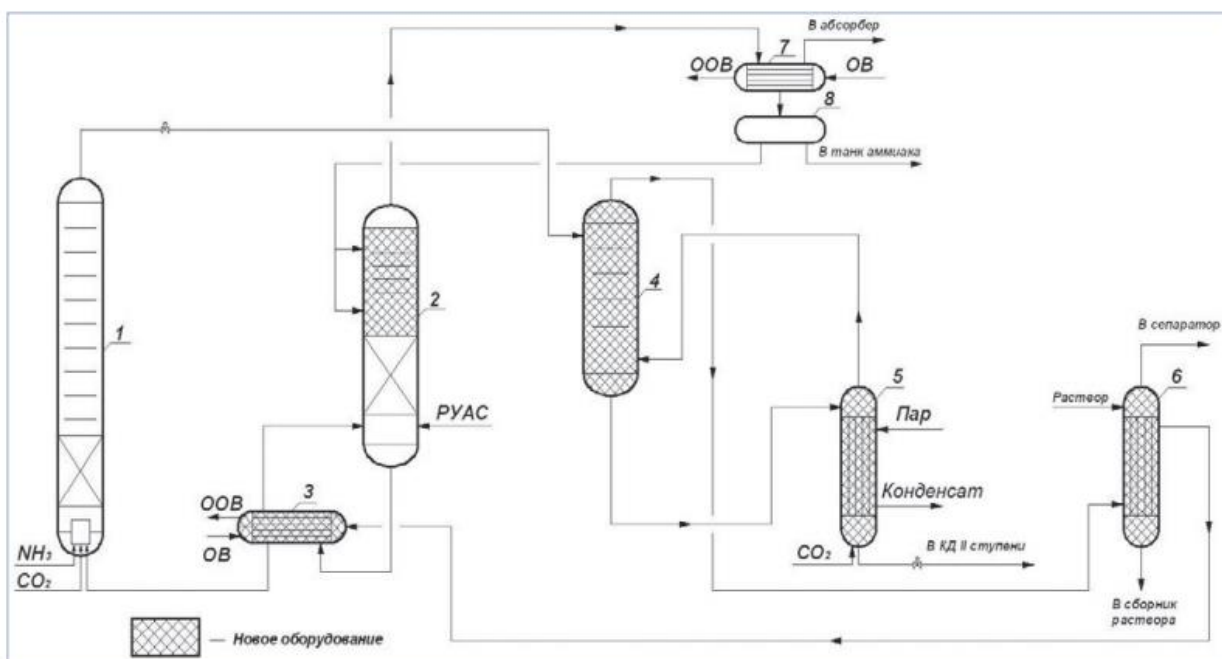 В абсорбер
7
ООВ
ОВ
8
В танк аммиака
1
2
4
В сепаратор
5
6
Раствор
Пар
РУАС
3
ООВ
ОВ
Конденсат
NH₃
CO₂
CO₂
В КД II ступени
В сборник
раствора
— Новое оборудование